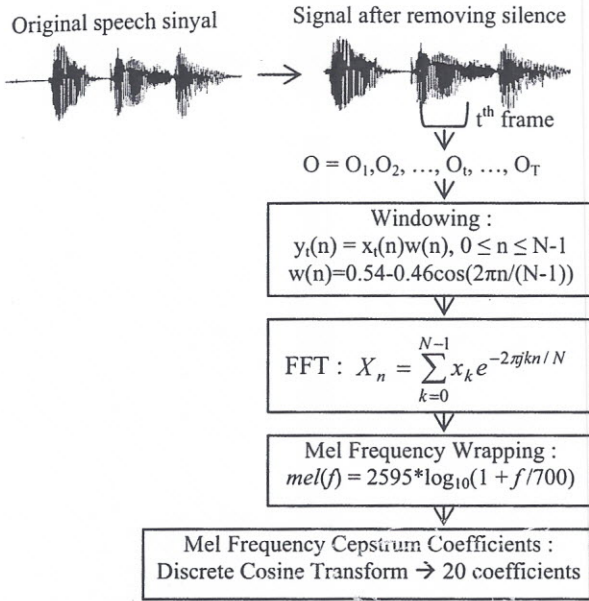 Original speech sinyal
Signal after removing silence
tth frame
O = O1,O2, ..., Ot, ..., OT
Windowing :
yt(n) = xt(n)w(n), 0 ≤ n ≤ N-1
w(n)=0.54-0.46cos(2πn/(N-1))
FFT : Xn = ∑ k=0 N−1 xk e−2πjkn/N
Mel Frequency Wrapping :
mel(f) = 2595*log10(1 + f/700)
Mel Frequency Cepstrum Coefficients :
Discrete Cosine Transform → 20 coefficients